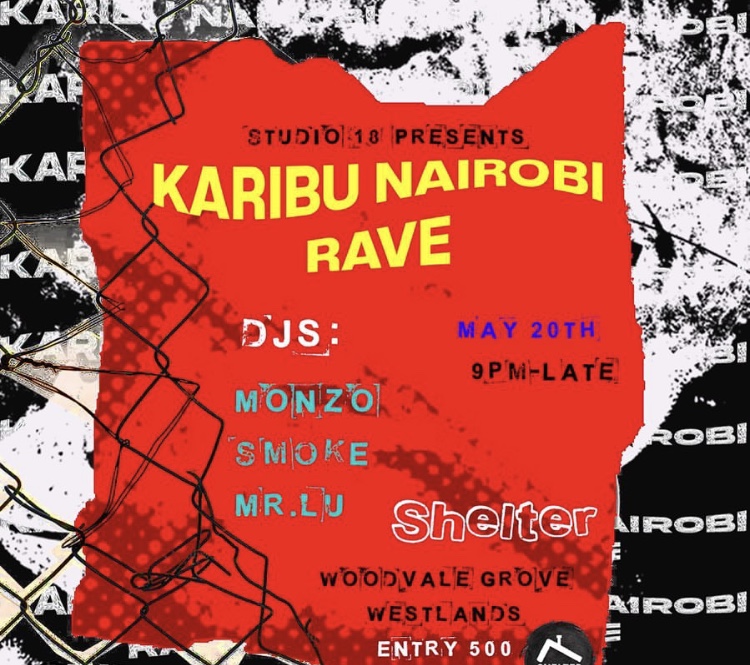 STUDIO 18 PRESENTS
KARIBU NAIROBI
RAVE
DJS:
MAY 20TH
9PM-LATE
MONZO
SMOKE
MR.LU
Shelter
WOODVALE GROVE
WESTLANDS
ENTRY 500